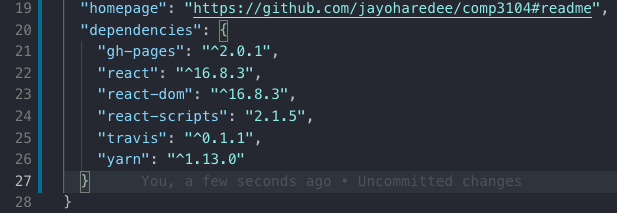 19 "homepage": "https://github.com/jayoharedee/comp3104#readme",
20 "dependencies": {
21 "gh-pages": "^2.0.1",
22 "react": "^16.8.3",
23 "react-dom": "^16.8.3",
24 "react-scripts": "2.1.5",
25 "travis": "^0.1.1",
26 "yarn": "^1.13.0"
27 } You, a few seconds ago • Uncommitted changes
28 }